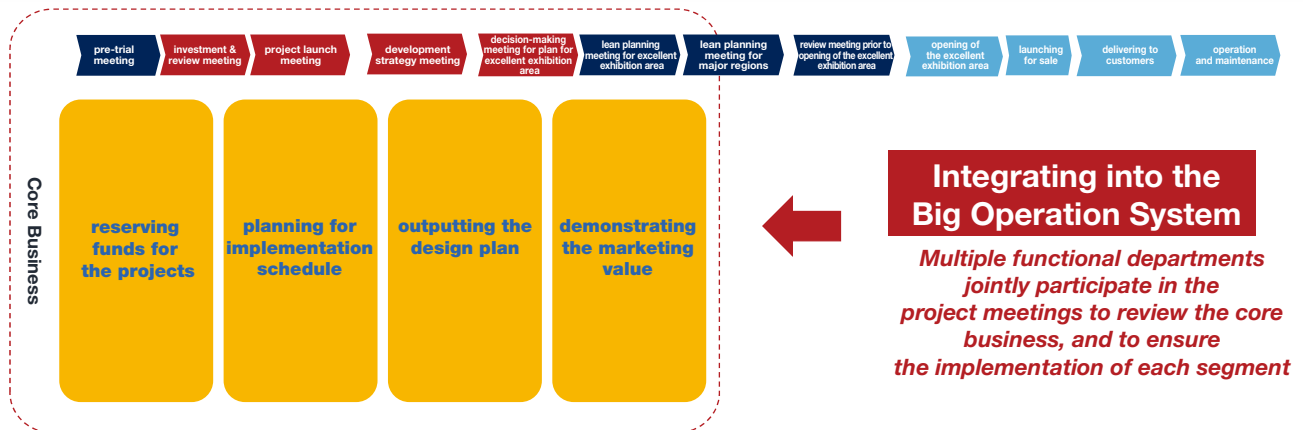 pre-trial
meeting
investment &
review meeting
project launch
meeting
development
strategy meeting
decision-making
meeting for plan for
excellent exhibition
area
lean planning
meeting for excellent
exhibition area
lean planning
meeting for
major regions
review meeting prior to
opening of the excellent
exhibition area
opening of
the excellent
exhibition area
launching
for sale
delivering to
customers
operation
and maintenance
Core Business
reserving
funds for
the projects
planning for
implementation
schedule
outputting the
design plan
demonstrating
the marketing
value
Integrating into the
Big Operation System
Multiple functional departments
jointly participate in the
project meetings to review the core
business, and to ensure
the implementation of each segment